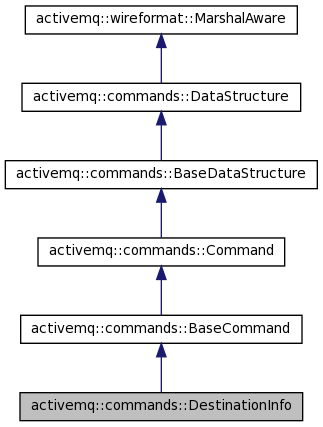 activemq::wireformat::MarshalAware
activemq::commands::DataStructure
activemq::commands::BaseDataStructure
activemq::commands::Command
activemq::commands::BaseCommand
activemq::commands::DestinationInfo